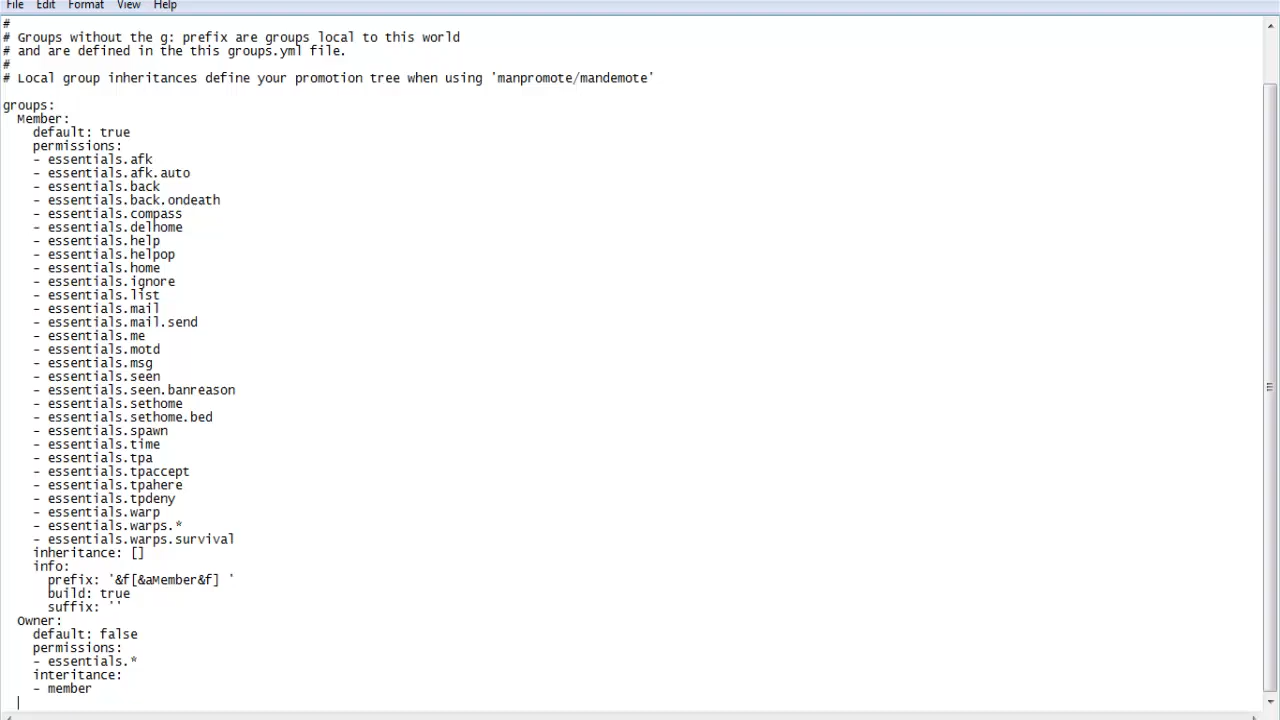 File Edit Format View Help
#
# Groups without the g: prefix are groups local to this world
# and are defined in the this groups.yml file.
#
# Local group inheritances define your promotion tree when using 'manpromote/mandemote'
groups:
Member:
default: true
permissions:
- essentials.afk
- essentials.afk.auto
- essentials.back
- essentials.back.ondeath
- essentials.compass
- essentials.delhome
- essentials.help
- essentials.helpop
- essentials.home
- essentials.ignore
- essentials.list
- essentials.mail
- essentials.mail.send
- essentials.me
- essentials.motd
- essentials.msg
- essentials.seen
- essentials.seen.banreason
- essentials.sethome
- essentials.sethome.bed
- essentials.spawn
- essentials.time
- essentials.tpa
- essentials.tpaccept
- essentials.tpahere
- essentials.tpdeny
- essentials.warp
- essentials.warps.*
- essentials.warps.survival
inheritance: []
info:
prefix: '&f[&aMember&f] '
build: true
suffix: ''
Owner:
default: false
permissions:
- essentials.*
interitance:
- member